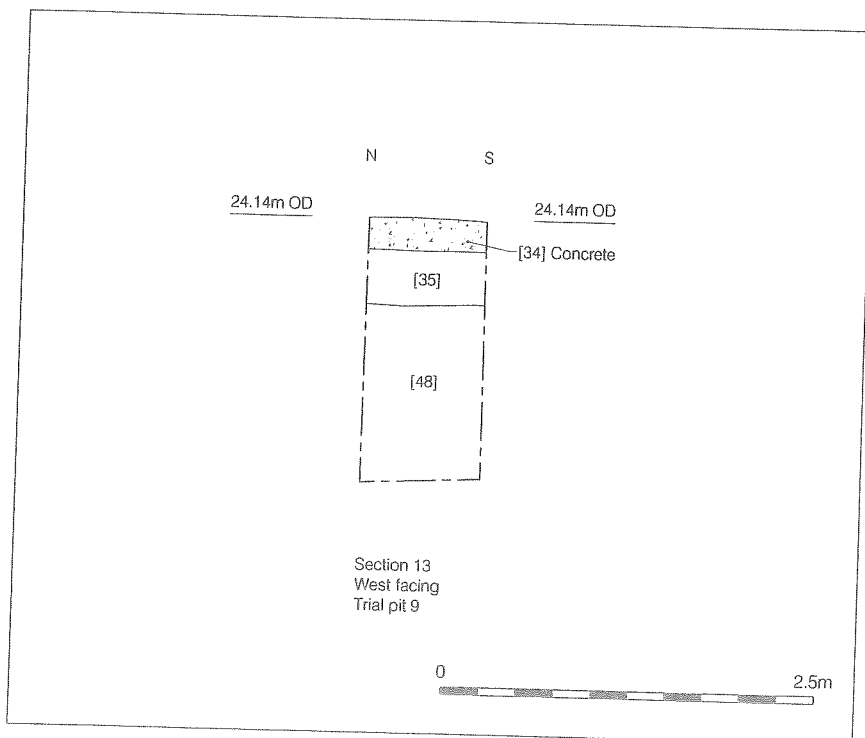 N S
24.14m OD 24.14m OD
[34] Concrete
[35]
[48]
Section 13
West facing
Trial pit 9
0 2.5m